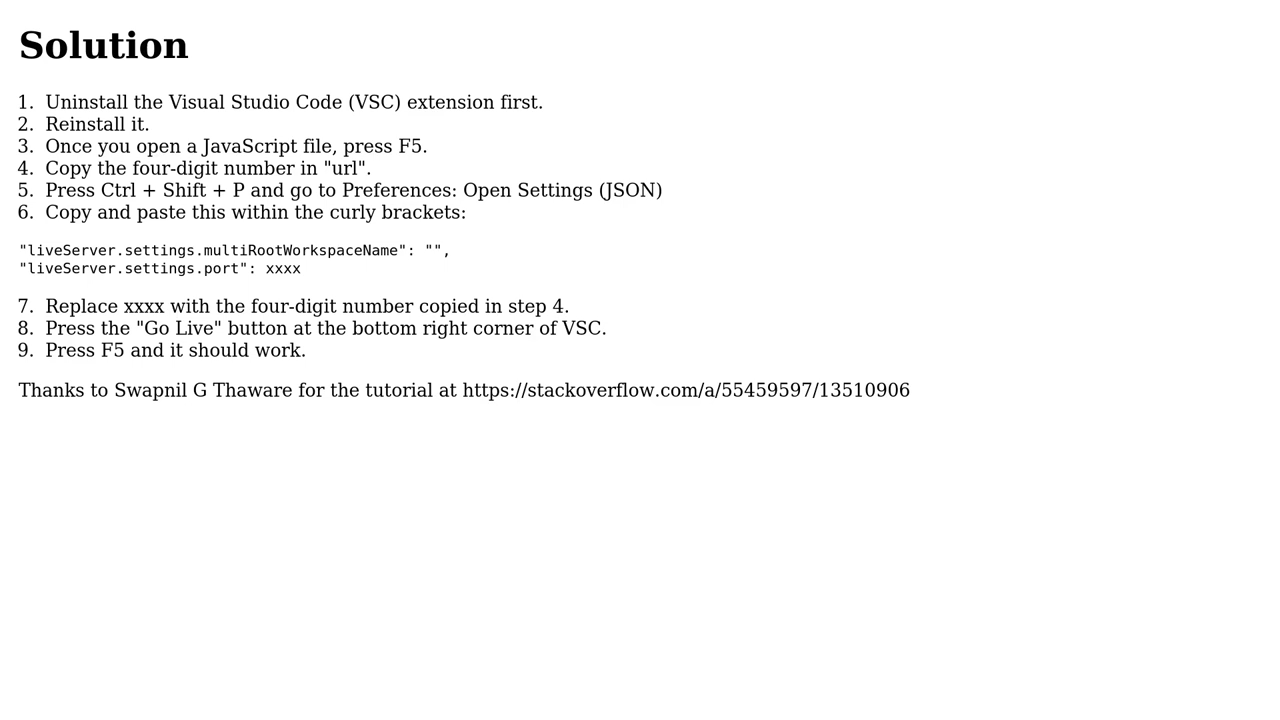 Solution
1. Uninstall the Visual Studio Code (VSC) extension first.
2. Reinstall it.
3. Once you open a JavaScript file, press F5.
4. Copy the four-digit number in "url".
5. Press Ctrl + Shift + P and go to Preferences: Open Settings (JSON)
6. Copy and paste this within the curly brackets:
"liveServer.settings.multiRootWorkspaceName": "",
"liveServer.settings.port": xxxx
7. Replace xxxx with the four-digit number copied in step 4.
8. Press the "Go Live" button at the bottom right corner of VSC.
9. Press F5 and it should work.
Thanks to Swapnil G Thaware for the tutorial at https://stackoverflow.com/a/55459597/13510906